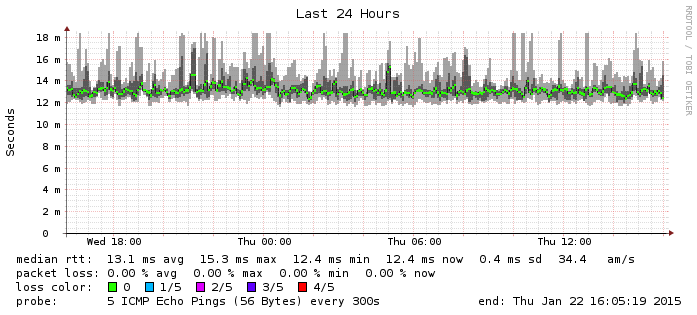 Last 24 Hours
RRDTOOL / TOBI OETIKER
Seconds
18 m
16 m
14 m
12 m
10 m
8 m
6 m
4 m
2 m
0
Wed 18:00 Thu 00:00 Thu 06:00 Thu 12:00
median rtt: 13.1 ms avg 15.3 ms max 12.4 ms min 12.4 ms now 0.4 ms sd 34.4 am/s
packet loss: 0.00 % avg 0.00 % max 0.00 % min 0.00 % now
loss color: 0 1/5 2/5 3/5 4/5
probe: 5 ICMP Echo Pings (56 Bytes) every 300s end: Thu Jan 22 16:05:19 2015